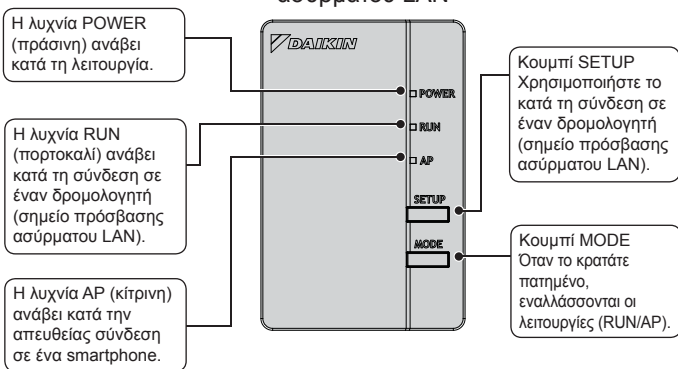 ασύρματου LAN
Η λυχνία POWER
(πράσινη) ανάβει
κατά τη λειτουργία.
Η λυχνία RUN
(πορτοκαλί) ανάβει
κατά τη σύνδεση σε
έναν δρομολογητή
(σημείο πρόσβασης
ασύρματου LAN).
Η λυχνία AP (κίτρινη)
ανάβει κατά την
απευθείας σύνδεση
σε ένα smartphone.
DAIKIN
POWER
RUN
AP
SETUP
MODE
Κουμπί SETUP
Χρησιμοποιήστε το
κατά τη σύνδεση σε
έναν δρομολογητή
(σημείο πρόσβασης
ασύρματου LAN).
Κουμπί MODE
Όταν το κρατάτε
πατημένο,
εναλλάσσονται οι
λειτουργίες (RUN/AP).